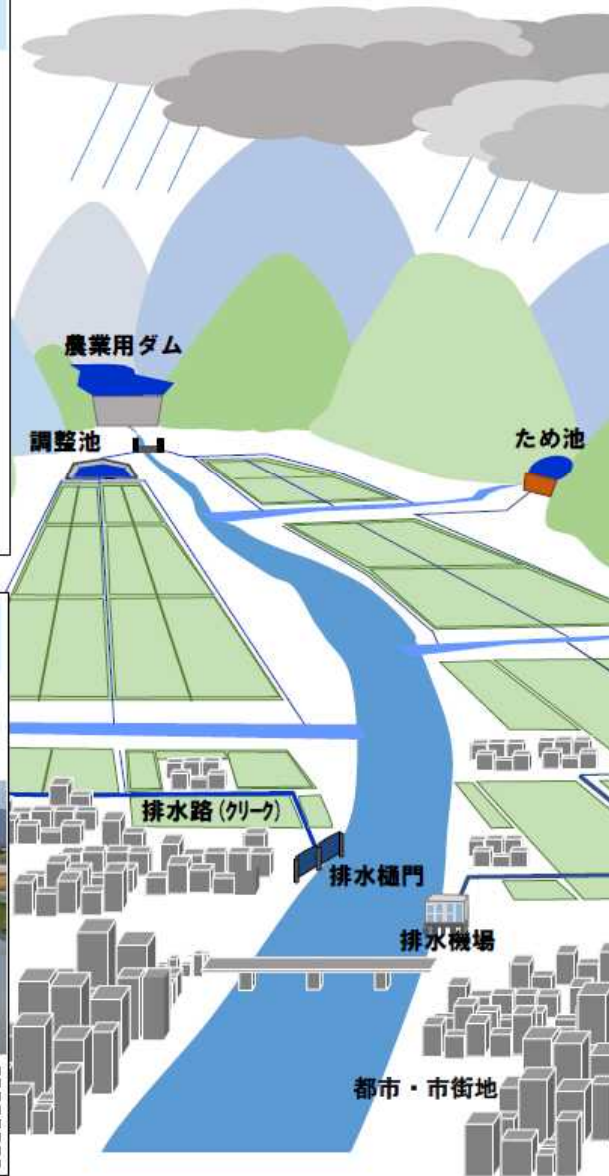 農業用ダム
調整池
ため池
排水路(クリーク)
排水樋門
排水機場
都市・市街地